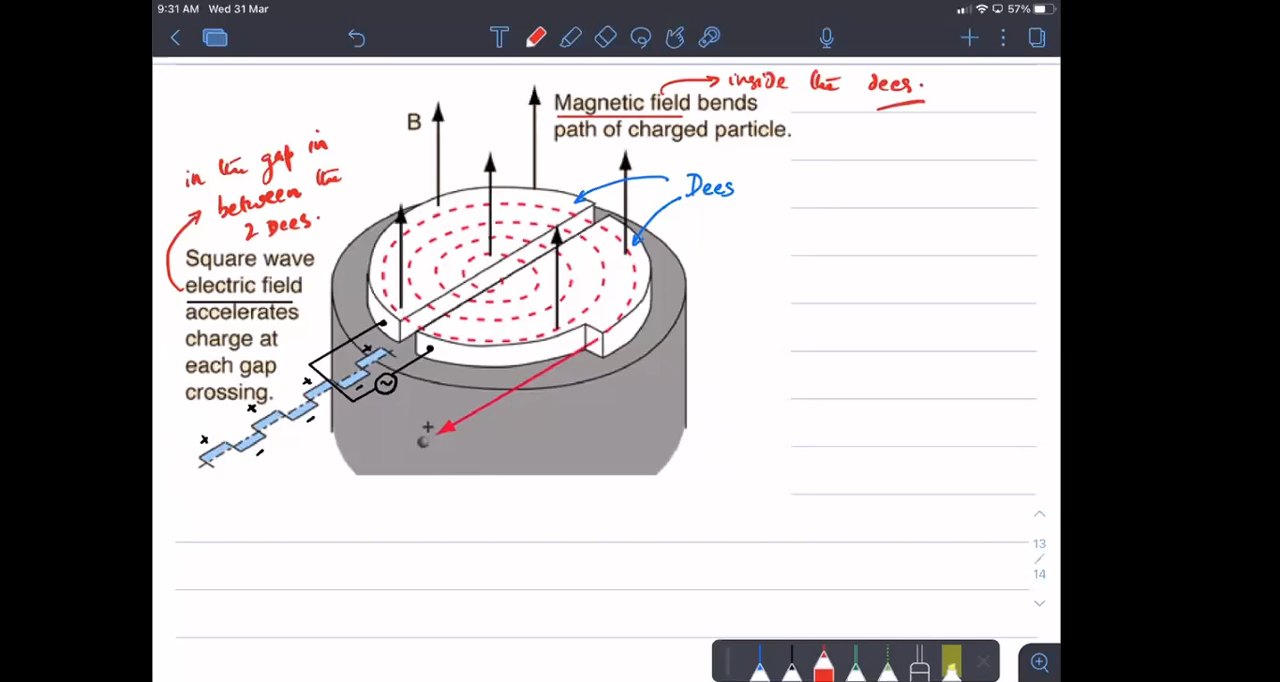 9:31 AM Wed 31 Mar
57%
T
inside the dees.
Magnetic field bends
path of charged particle.
B
in the gap in
between the
2 Dees.
Dees
Square wave
electric field
accelerates
charge at
each gap
crossing.
+
-
+
-
+
-
+
-
~
+
13
/
14